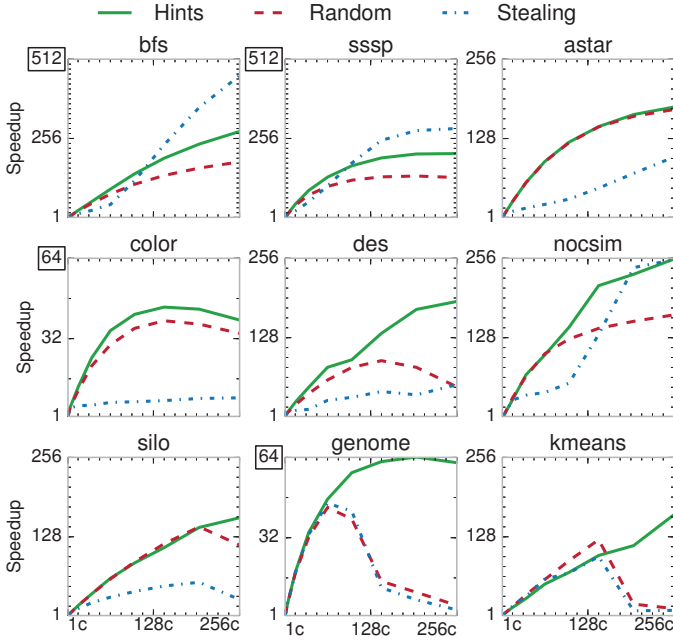 Hints Random Stealing
bfs sssp astar
512 512 256
Speedup 256 256 128
1 1 1
color des nocsim
64 256 256
Speedup 32 128 128
1 1 1
silo genome kmeans
256 64 256
Speedup 128 32 128
1 1 1
1c 128c 256c 1c 128c 256c 1c 128c 256c